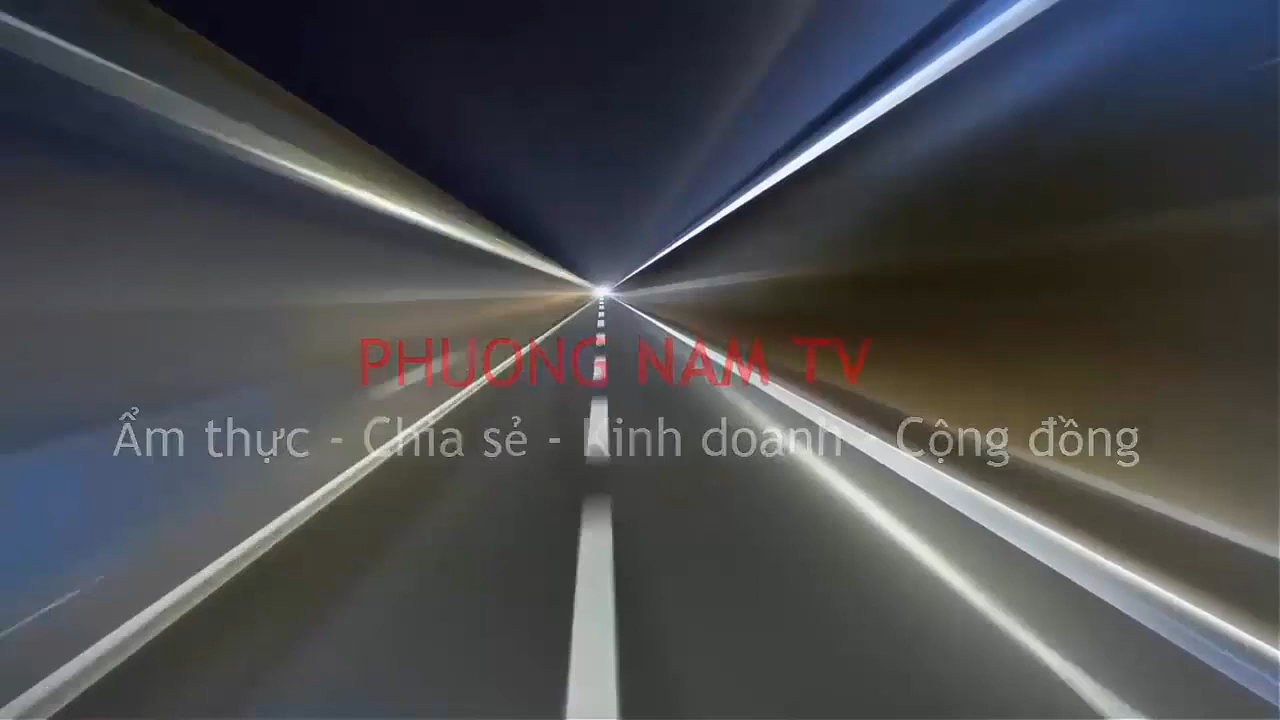 PHUONG NAM TV
Ẩm thực - Chia sẻ - Kinh doanh - Cộng đồng